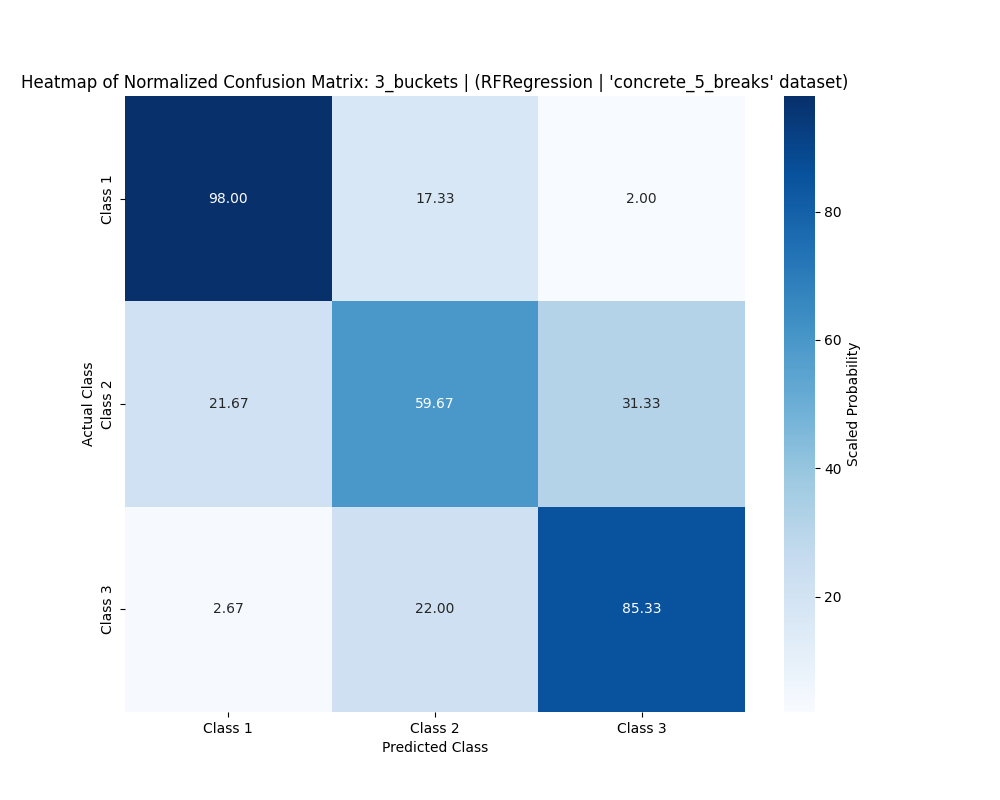 Heatmap of Normalized Confusion Matrix: 3_buckets | (RFRegression | 'concrete_5_breaks' dataset)
Actual Class
Class 1
98.00
17.33
2.00
Class 2
21.67
59.67
31.33
Class 3
2.67
22.00
85.33
Class 1
Class 2
Class 3
Predicted Class
80
60
40
20
Scaled Probability